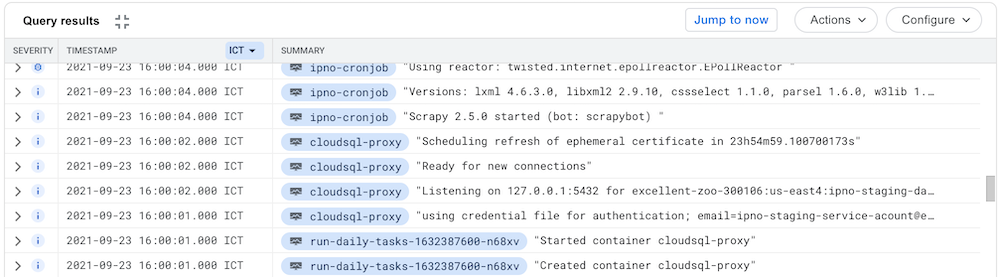 Query results Jump to now Actions Configure
SEVERITY TIMESTAMP ICT SUMMARY
2021-09-23 16:00:04.000 ICT ipno-cronjob "Using reactor: twisted.internet.epollreactor.EPollReactor "
2021-09-23 16:00:04.000 ICT ipno-cronjob "Versions: lxml 4.6.3.0, libxml2 2.9.10, cssselect 1.1.0, parsel 1.6.0, w3lib 1.…
2021-09-23 16:00:04.000 ICT ipno-cronjob "Scrapy 2.5.0 started (bot: scrapybot) "
2021-09-23 16:00:02.000 ICT cloudsql-proxy "Scheduling refresh of ephemeral certificate in 23h54m59.100700173s"
2021-09-23 16:00:02.000 ICT cloudsql-proxy "Ready for new connections"
2021-09-23 16:00:02.000 ICT cloudsql-proxy "Listening on 127.0.0.1:5432 for excellent-zoo-300106:us-east4:ipno-staging-da…
2021-09-23 16:00:01.000 ICT cloudsql-proxy "using credential file for authentication; email=ipno-staging-service-acount@e…
2021-09-23 16:00:01.000 ICT run-daily-tasks-1632387600-n68xv "Started container cloudsql-proxy"
2021-09-23 16:00:01.000 ICT run-daily-tasks-1632387600-n68xv "Created container cloudsql-proxy"